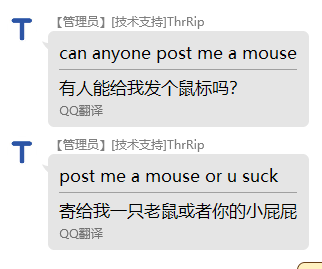 T
【管理员】[技术支持]ThrRip
can anyone post me a mouse
有人能给我发个鼠标吗?
QQ翻译
T
【管理员】[技术支持]ThrRip
post me a mouse or u suck
寄给我一只老鼠或者你的小屁屁
QQ翻译